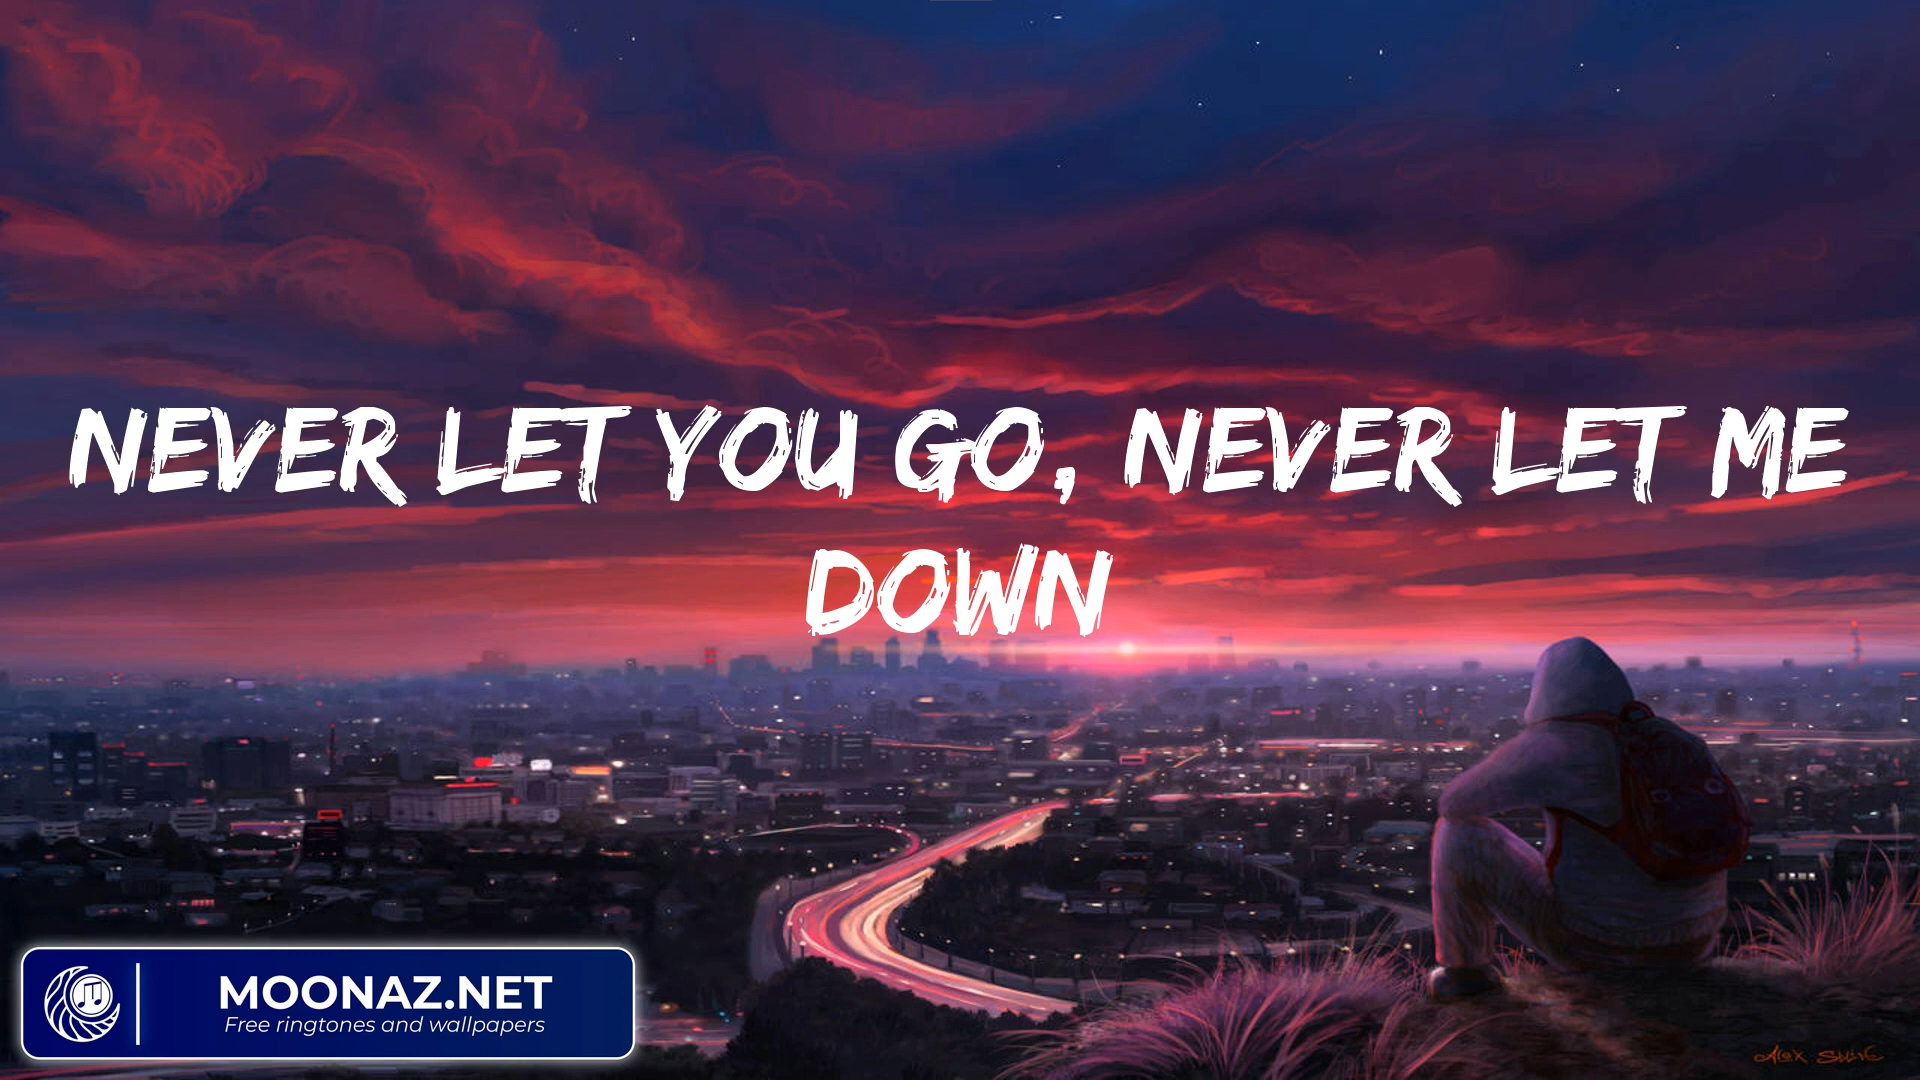 NEVER LET YOU GO, NEVER LET ME
DOWN
MOONAZ.NET
Free ringtones and wallpapers